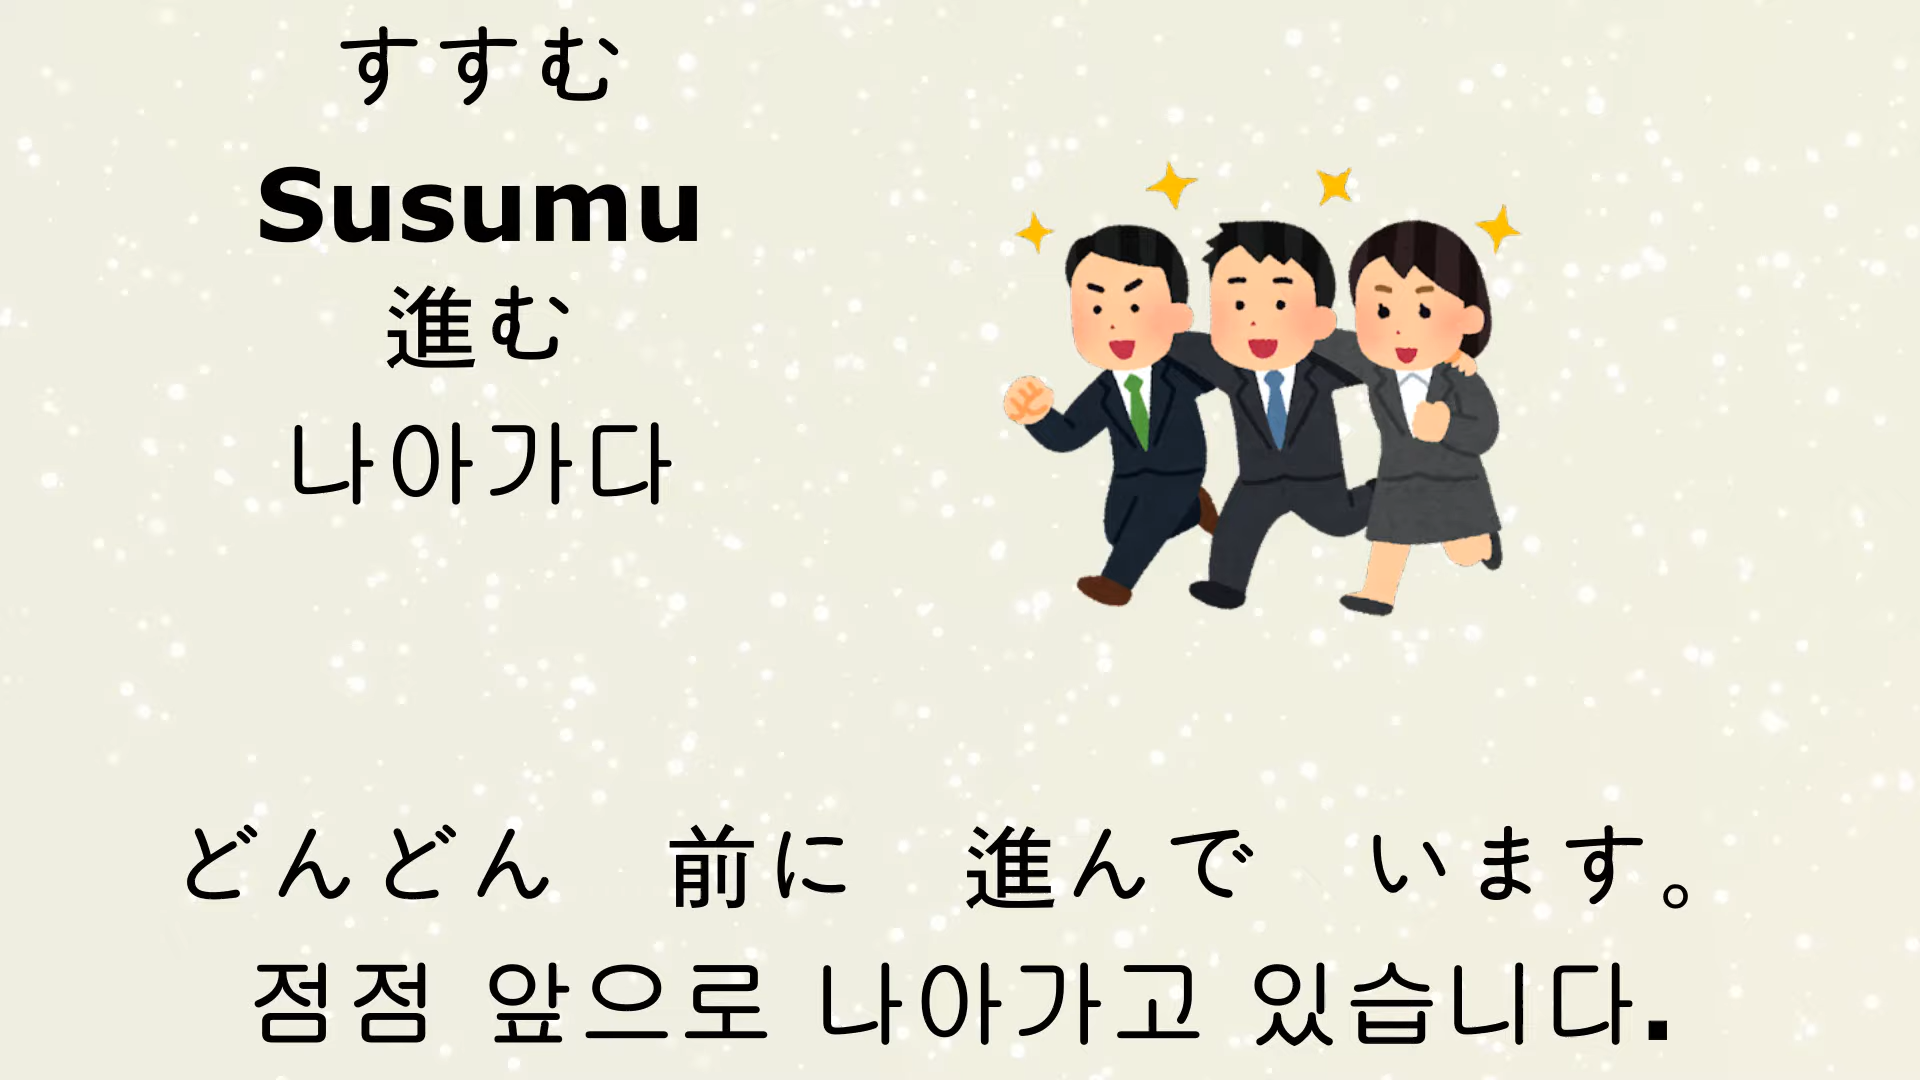 すすむ
Susumu
進む
나아가다
どんどん　前に　進んで　います。
점점 앞으로 나아가고 있습니다.